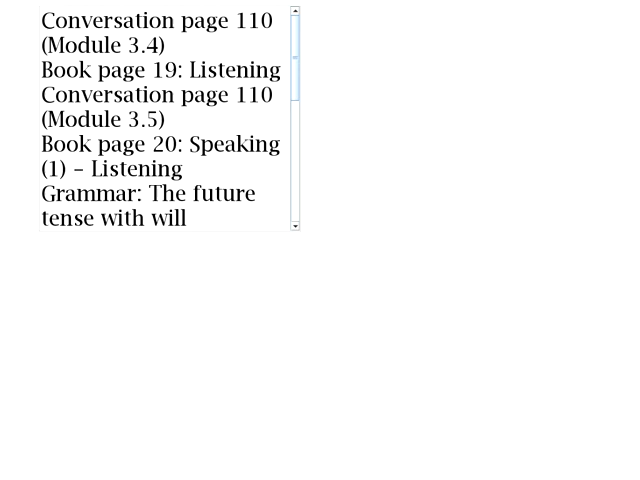 Conversation page 110
(Module 3.4)
Book page 19: Listening
Conversation page 110
(Module 3.5)
Book page 20: Speaking
(1) – Listening
Grammar: The future
tense with will